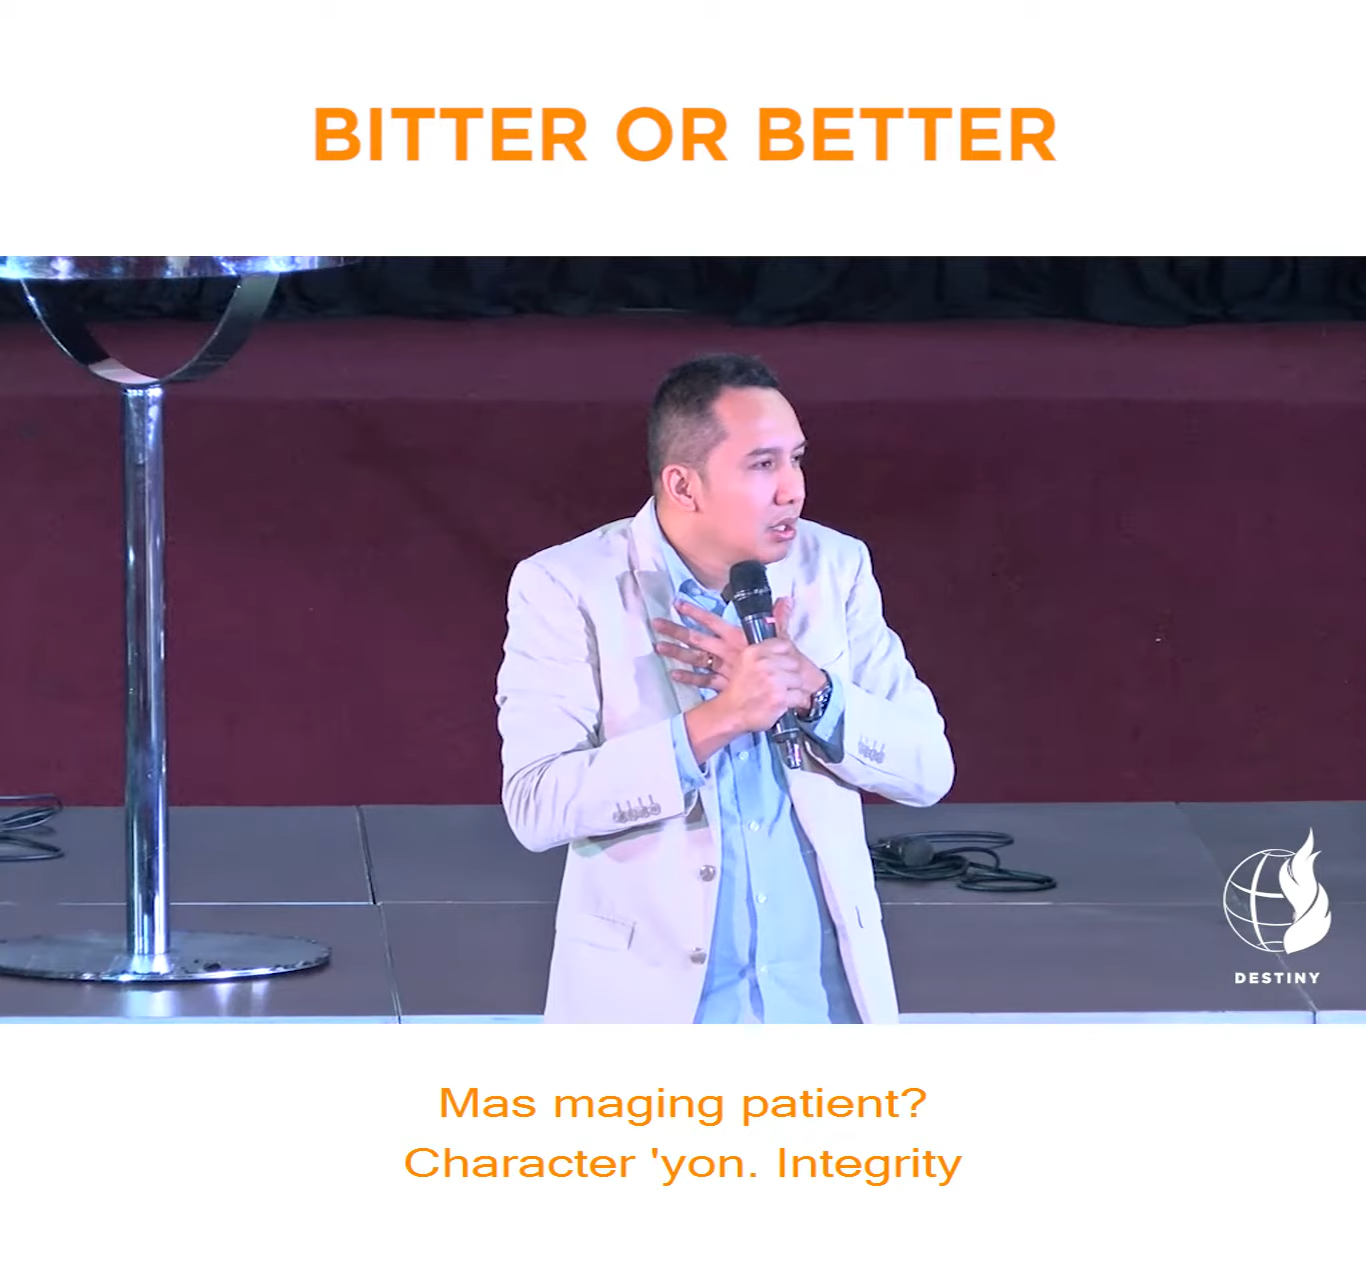 BITTER OR BETTER
DESTINY
Mas maging patient?
Character 'yon. Integrity